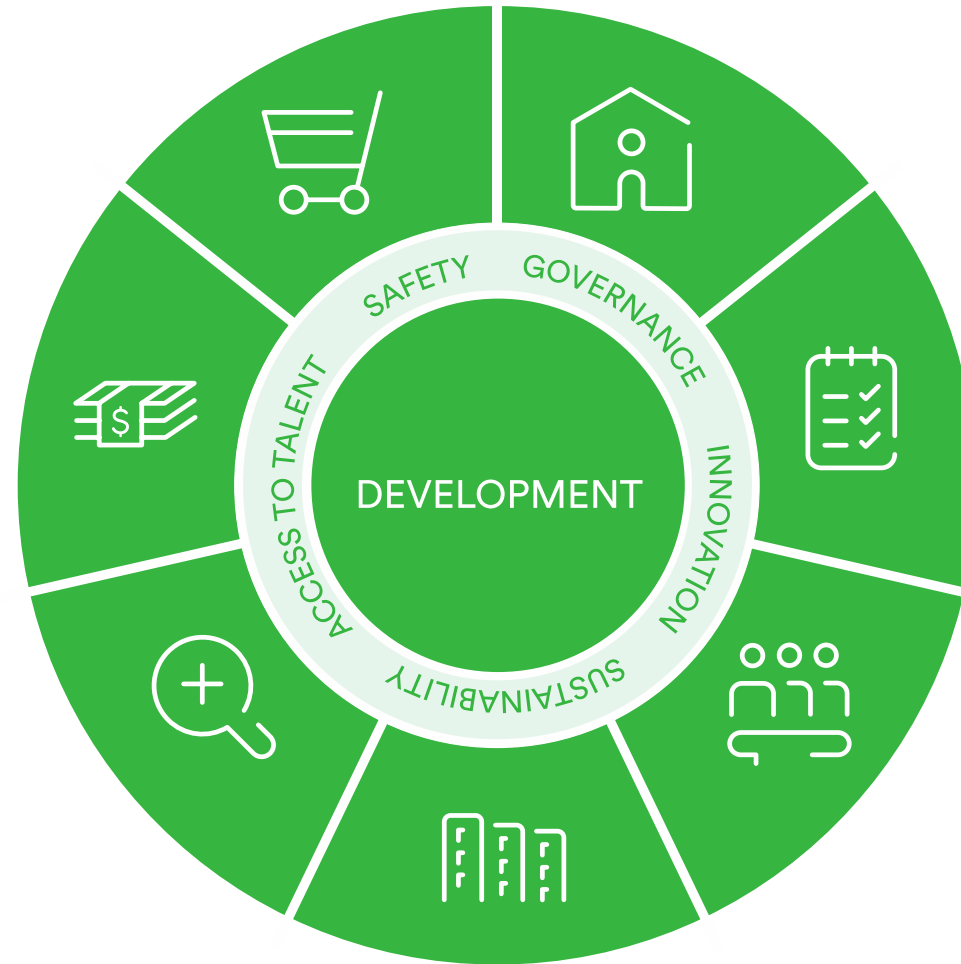 SAFETY
GOVERNANCE
INNOVATION
SUSTAINABILITY
ACCESS TO TALENT
DEVELOPMENT
$